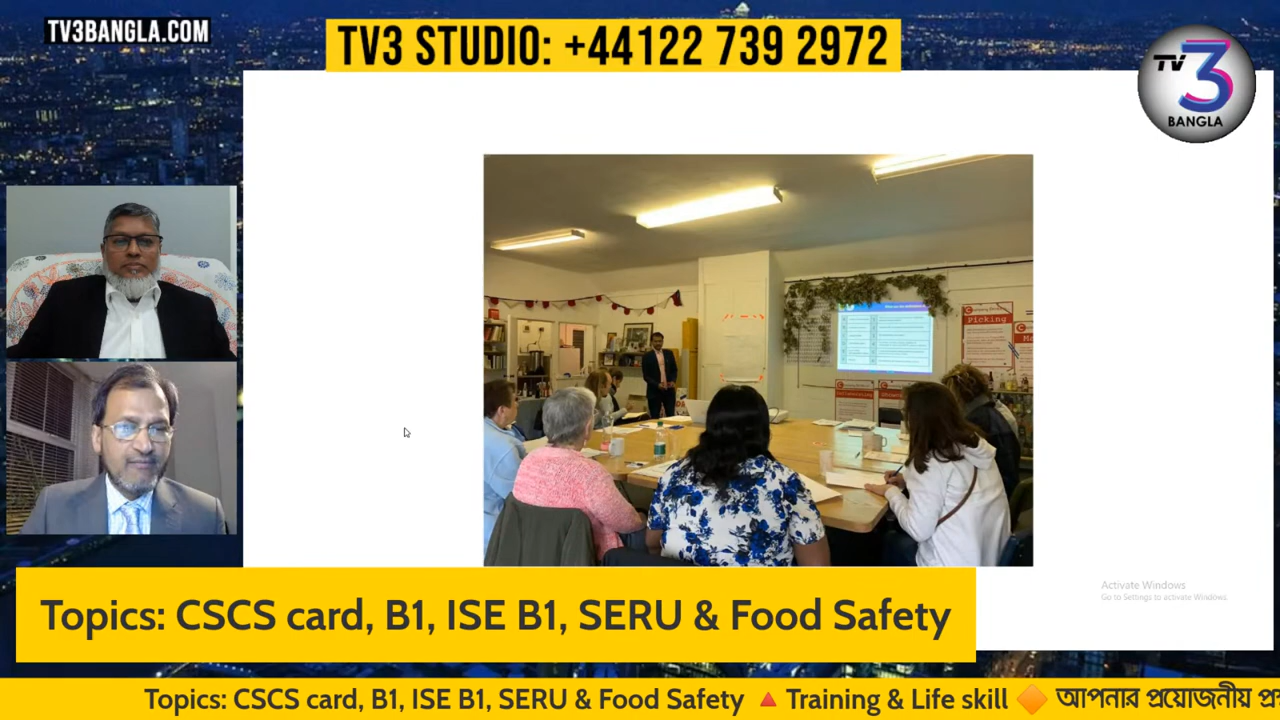 TV3BANGLA.COM
TV3 STUDIO: +44122 739 2972
TV3
BANGLA
Picking
Activate Windows
Go to Settings to activate Windows.
Topics: CSCS card, B1, ISE B1, SERU & Food Safety
Topics: CSCS card, B1, ISE B1, SERU & Food Safety 🔺 Training & Life skill 🔶 আপনার প্রয়োজনীয় প্র